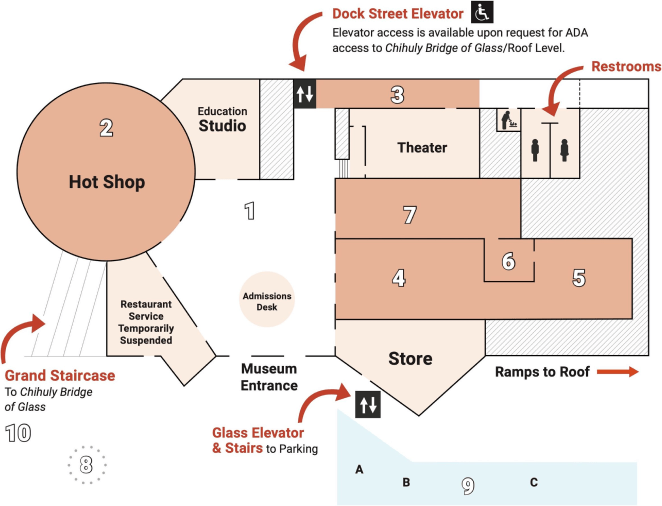 Dock Street Elevator
Elevator access is available upon request for ADA
access to Chihuly Bridge of Glass/Roof Level.
Restrooms
3
Education
Studio
2
Hot Shop
Theater
1
7
6
4
5
Admissions
Desk
Restaurant
Service
Temporarily
Suspended
Store
Museum
Entrance
Ramps to Roof
Grand Staircase
To Chihuly Bridge
of Glass
10
8
Glass Elevator
& Stairs to Parking
A
B
9
C